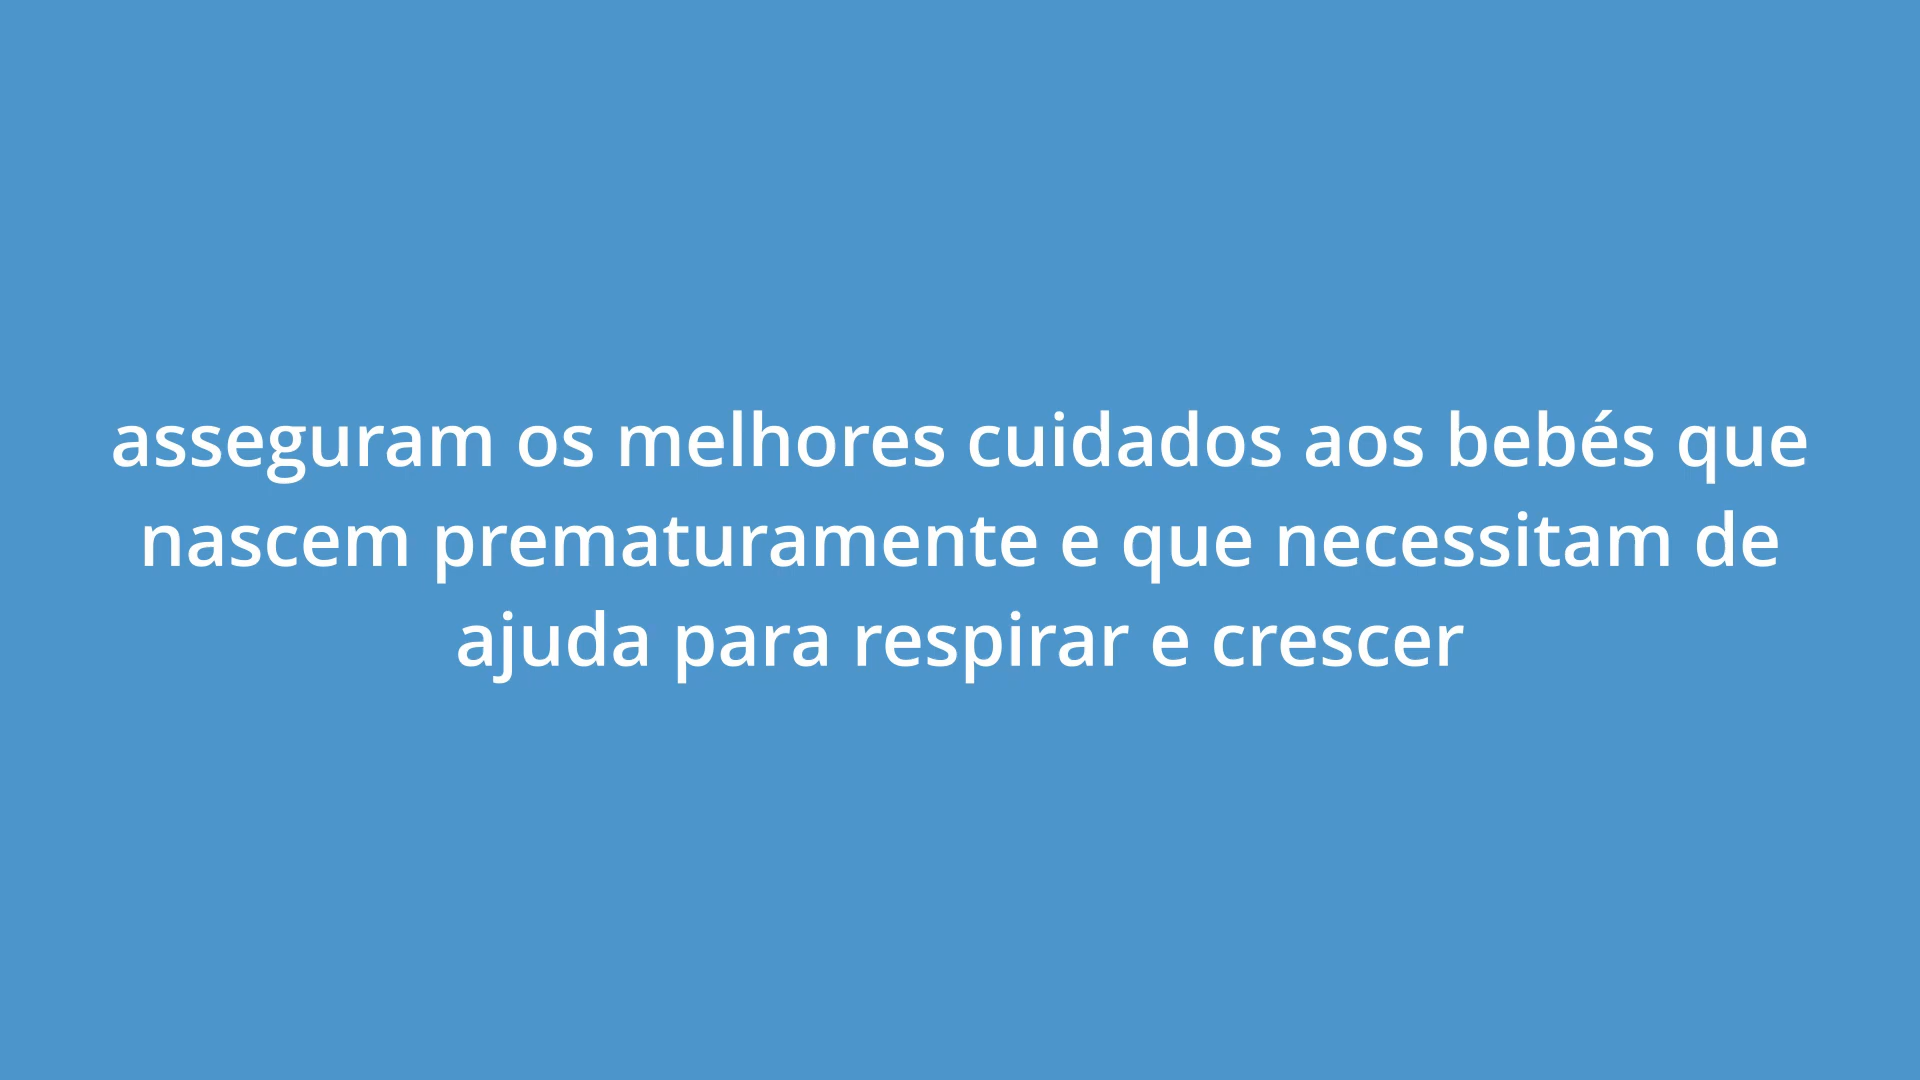 asseguram os melhores cuidados aos bebés que
nascem prematuramente e que necessitam de
ajuda para respirar e crescer